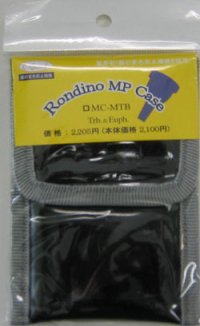 Rondino MP Case
MC-MTB
Trb.&Euph.
価格:2,205円(本体価格 2,100円)